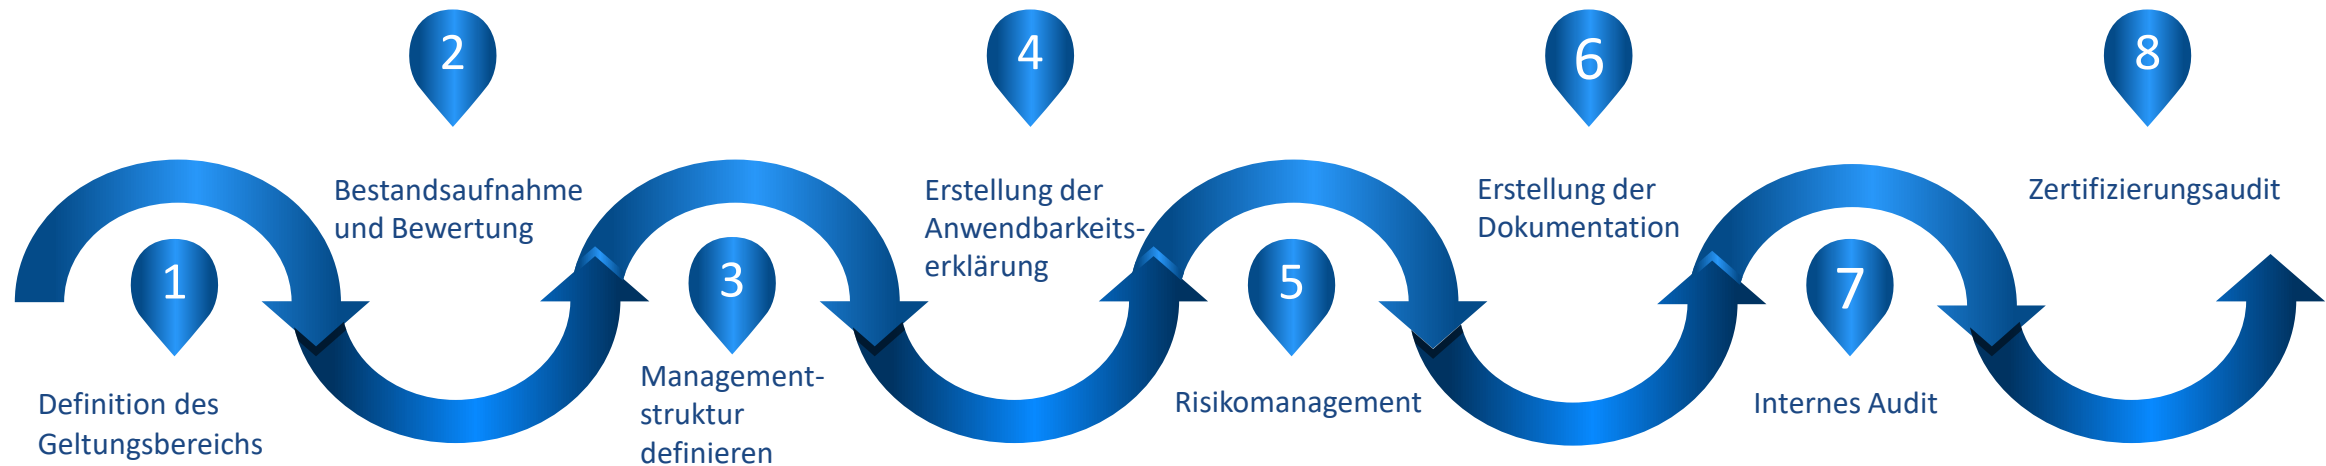 1
Definition des
Geltungsbereichs
2
Bestandsaufnahme
und Bewertung
3
Management-
struktur
definieren
4
Erstellung der
Anwendbarkeits-
erklärung
5
Risikomanagement
6
Erstellung der
Dokumentation
7
Internes Audit
8
Zertifizierungsaudit